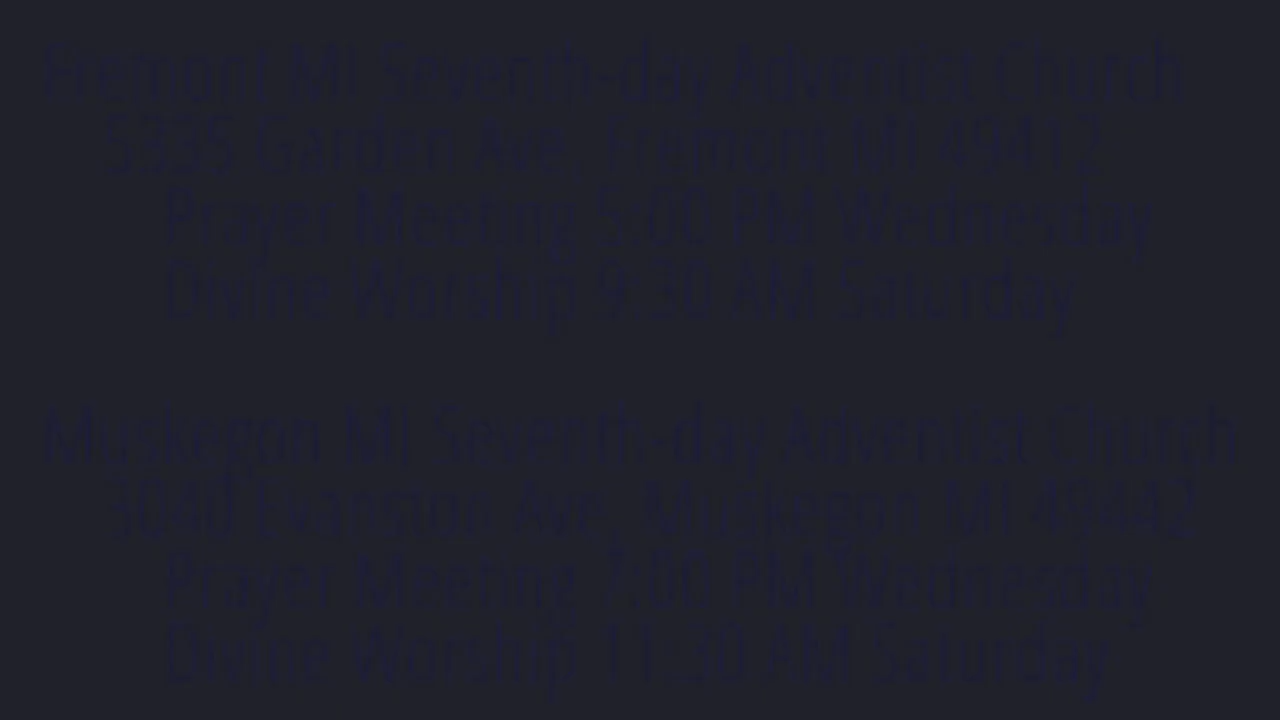 Fremont MI Seventh-day Adventist Church
5335 Garden Ave, Fremont MI 49412
Prayer Meeting 5:00 PM Wednesday
Divine Worship 9:30 AM Saturday
Muskegon MI Seventh-day Adventist Church
3040 Evanston Ave, Muskegon MI 49442
Prayer Meeting 7:00 PM Wednesday
Divine Worship 11:30 AM Saturday